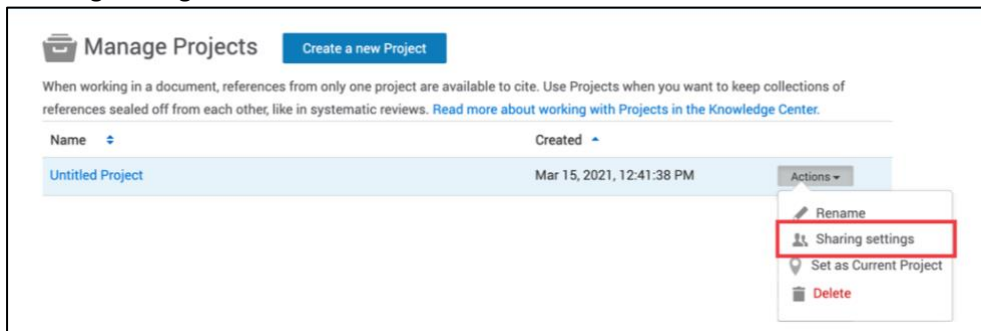 Manage Projects Create a new Project
When working in a document, references from only one project are available to cite. Use Projects when you want to keep collections of
references sealed off from each other, like in systematic reviews. Read more about working with Projects in the Knowledge Center.
Name Created
Untitled Project Mar 15, 2021, 12:41:38 PM Actions
Rename
Sharing settings
Set as Current Project
Delete